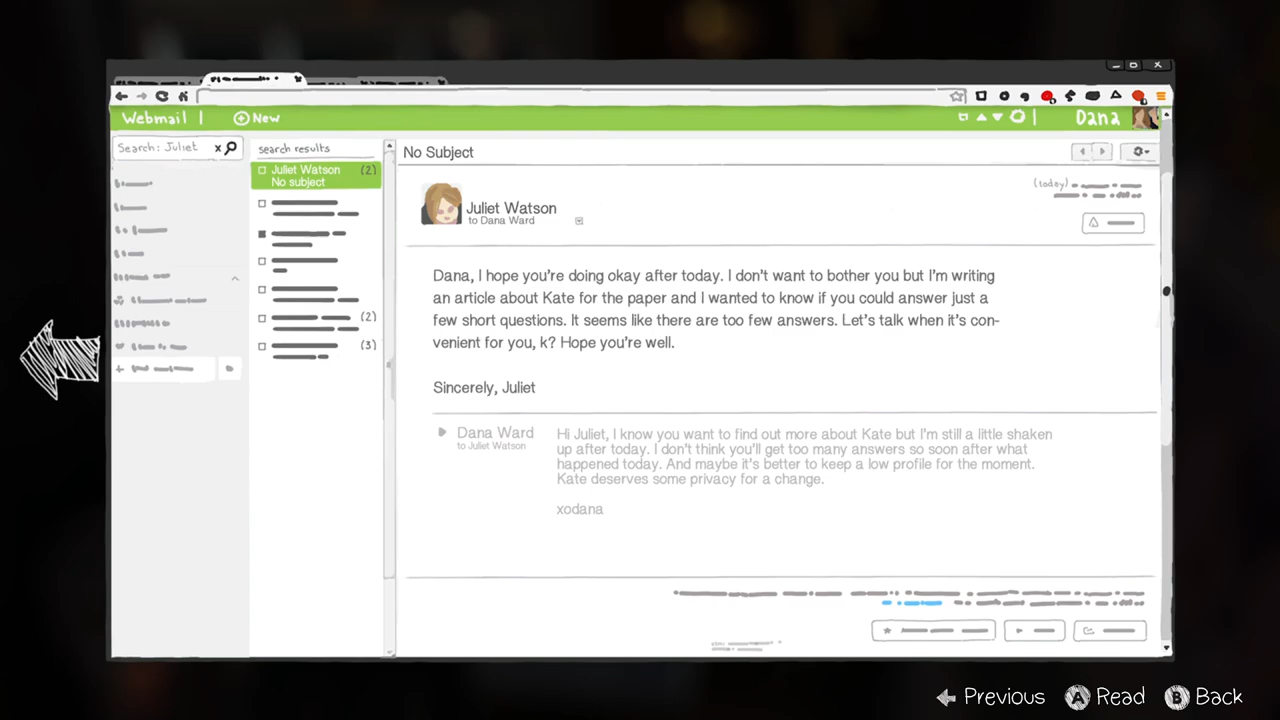 Webmail | + New Dana
Search: Juliet x
search results
Juliet Watson (2)
No subject
(2)
(3)
No Subject
Juliet Watson
to Dana Ward
(today)
Dana, I hope you're doing okay after today. I don't want to bother you but I'm writing
an article about Kate for the paper and I wanted to know if you could answer just a
few short questions. It seems like there are too few answers. Let's talk when it's con-
venient for you, k? Hope you're well.
Sincerely, Juliet
Dana Ward
to Juliet Watson
Hi Juliet, I know you want to find out more about Kate but I'm still a little shaken
up after today. I don't think you'll get too many answers so soon after what
happened today. And maybe it's better to keep a low profile for the moment.
Kate deserves some privacy for a change.
xodana
Previous A Read B Back